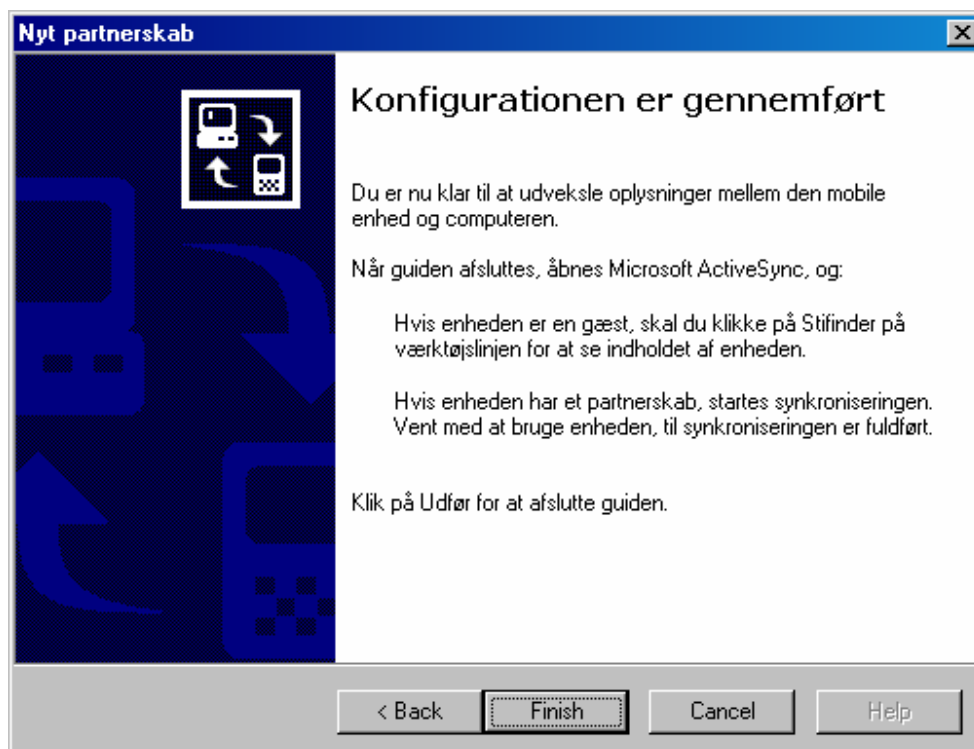 Nyt partnerskab
Konfigurationen er gennemført
Du er nu klar til at udveksle oplysninger mellem den mobile
enhed og computeren.
Når guiden afsluttes, åbnes Microsoft ActiveSync, og:
Hvis enheden er en gæst, skal du klikke på Stifinder på
værktøjslinjen for at se indholdet af enheden.
Hvis enheden har et partnerskab, startes synkroniseringen.
Vent med at bruge enheden, til synkroniseringen er fuldført.
Klik på Udfør for at afslutte guiden.
< Back Finish Cancel Help